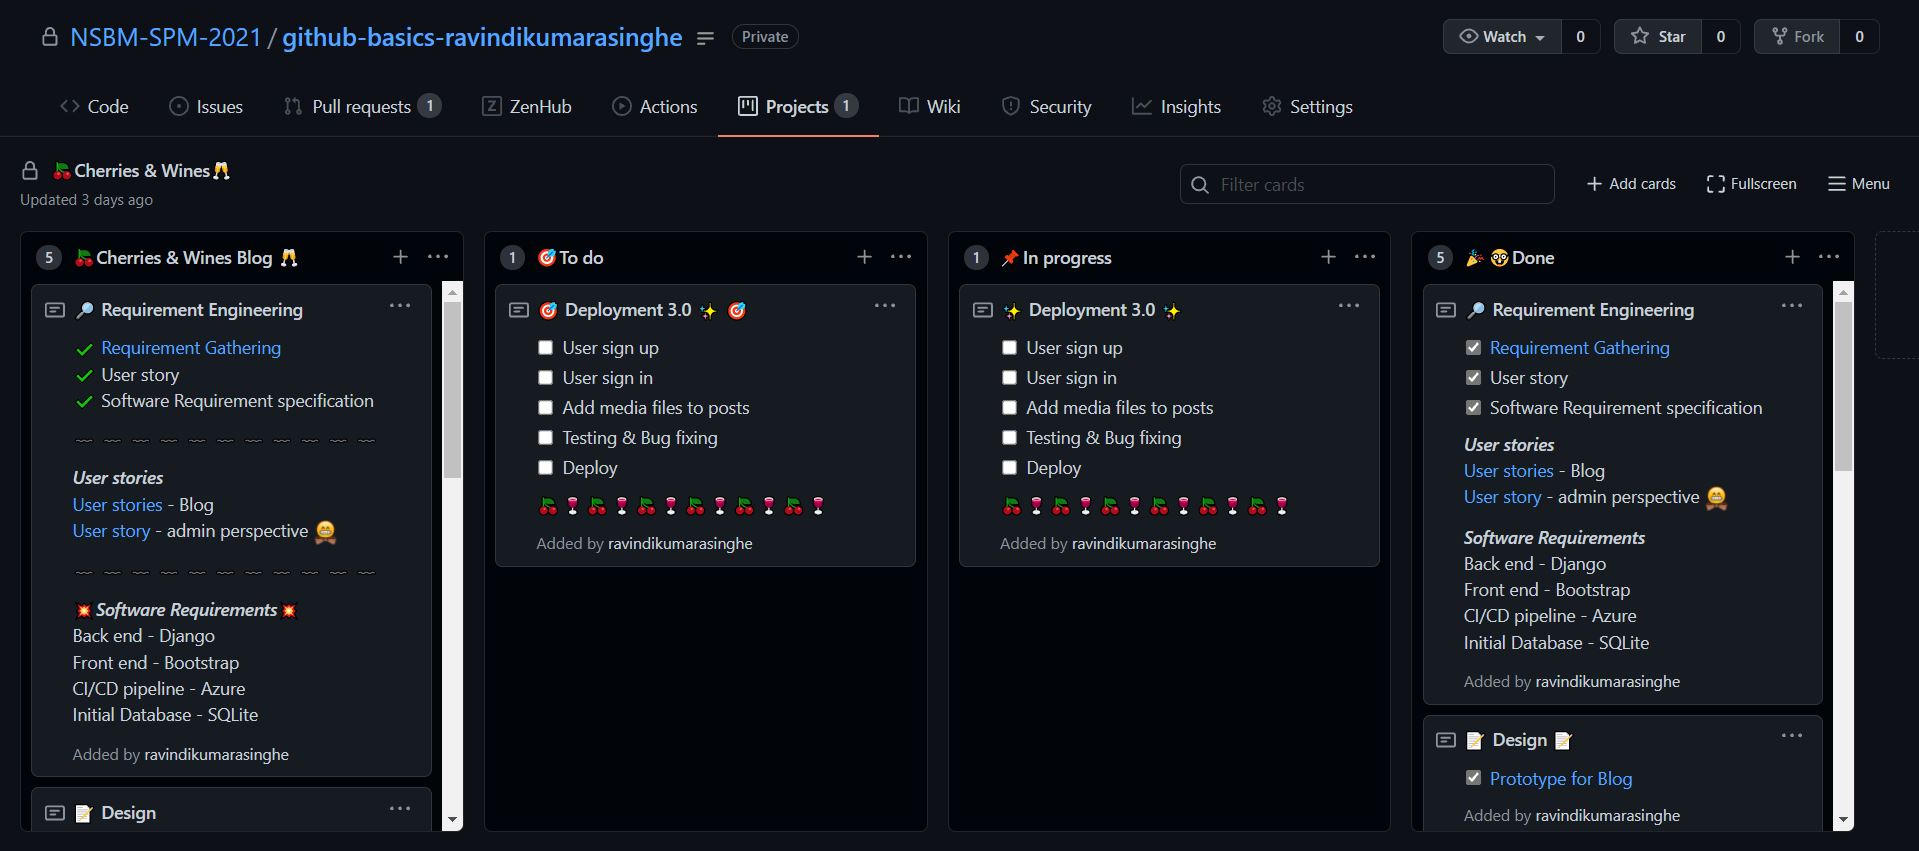 NSBM-SPM-2021 / github-basics-ravindikumarasinghe Private Watch 0 Star 0 Fork 0
Code Issues Pull requests 1 ZenHub Actions Projects 1 Wiki Security Insights Settings
🍒Cherries & Wines🥂
Updated 3 days ago
Filter cards
Add cards Fullscreen Menu
5 🍒Cherries & Wines Blog 🥂
🔎 Requirement Engineering
✓ Requirement Gathering
✓ User story
✓ Software Requirement specification
User stories
User stories - Blog
User story - admin perspective
💥Software Requirements💥
Back end - Django
Front end - Bootstrap
CI/CD pipeline - Azure
Initial Database - SQLite
Added by ravindikumarasinghe
📝 Design
1 🎯To do
🎯 Deployment 3.0 ✨ 🎯
User sign up
User sign in
Add media files to posts
Testing & Bug fixing
Deploy
🍒🍷🍒🍷🍒🍷🍒🍷🍒🍷🍒🍷
Added by ravindikumarasinghe
1 📌In progress
✨ Deployment 3.0 ✨
User sign up
User sign in
Add media files to posts
Testing & Bug fixing
Deploy
🍒🍷🍒🍷🍒🍷🍒🍷🍒🍷🍒🍷
Added by ravindikumarasinghe
5 🎉🤓Done
🔎 Requirement Engineering
Requirement Gathering
User story
Software Requirement specification
User stories
User stories - Blog
User story - admin perspective
Software Requirements
Back end - Django
Front end - Bootstrap
CI/CD pipeline - Azure
Initial Database - SQLite
Added by ravindikumarasinghe
📝 Design 📝
Prototype for Blog
Added by ravindikumarasinghe